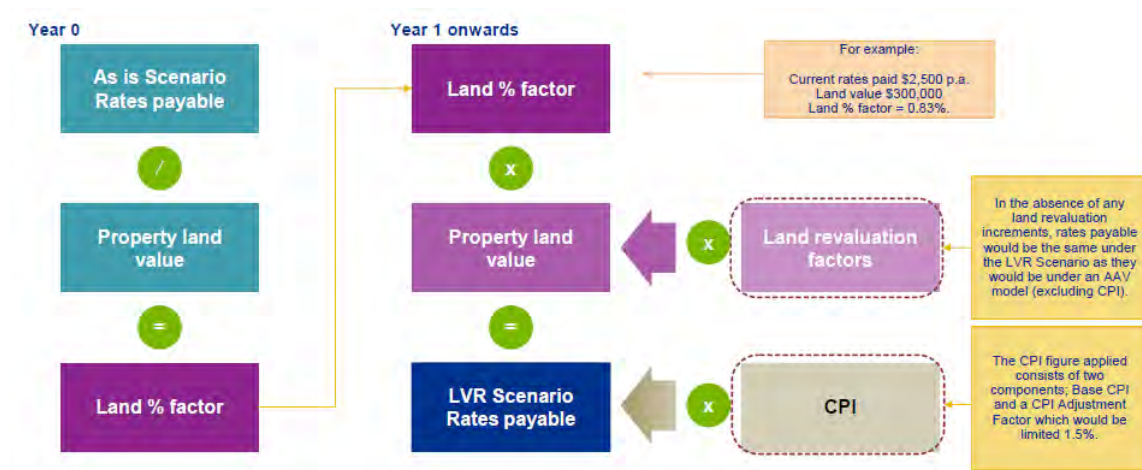 Year 0
As is Scenario
Rates payable
/
Property land
value
=
Land % factor
Year 1 onwards
Land % factor
x
Property land
value
x
Land revaluation
factors
=
LVR Scenario
Rates payable
x
CPI
For example:
Current rates paid $2,500 p.a.
Land value $300,000
Land % factor = 0.83%.
In the absence of any
land revaluation
increments, rates payable
would be the same under
the LVR Scenario as they
would be under an AAV
model (excluding CPI).
The CPI figure applied
consists of two
components; Base CPI
and a CPI Adjustment
Factor which would be
limited 1.5%.